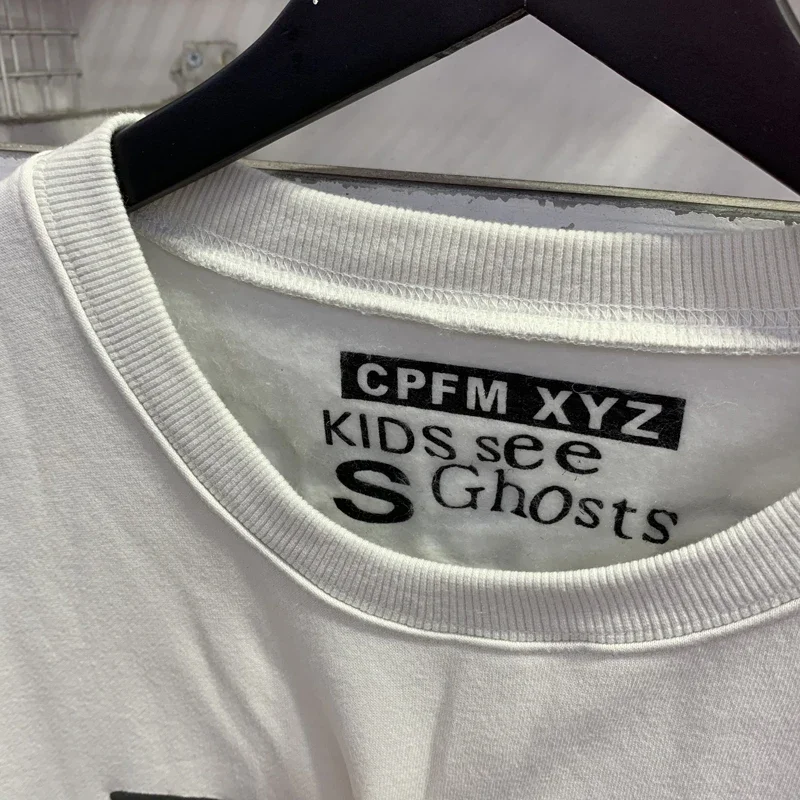 CPFM XYZ
KIDS see
S Ghosts